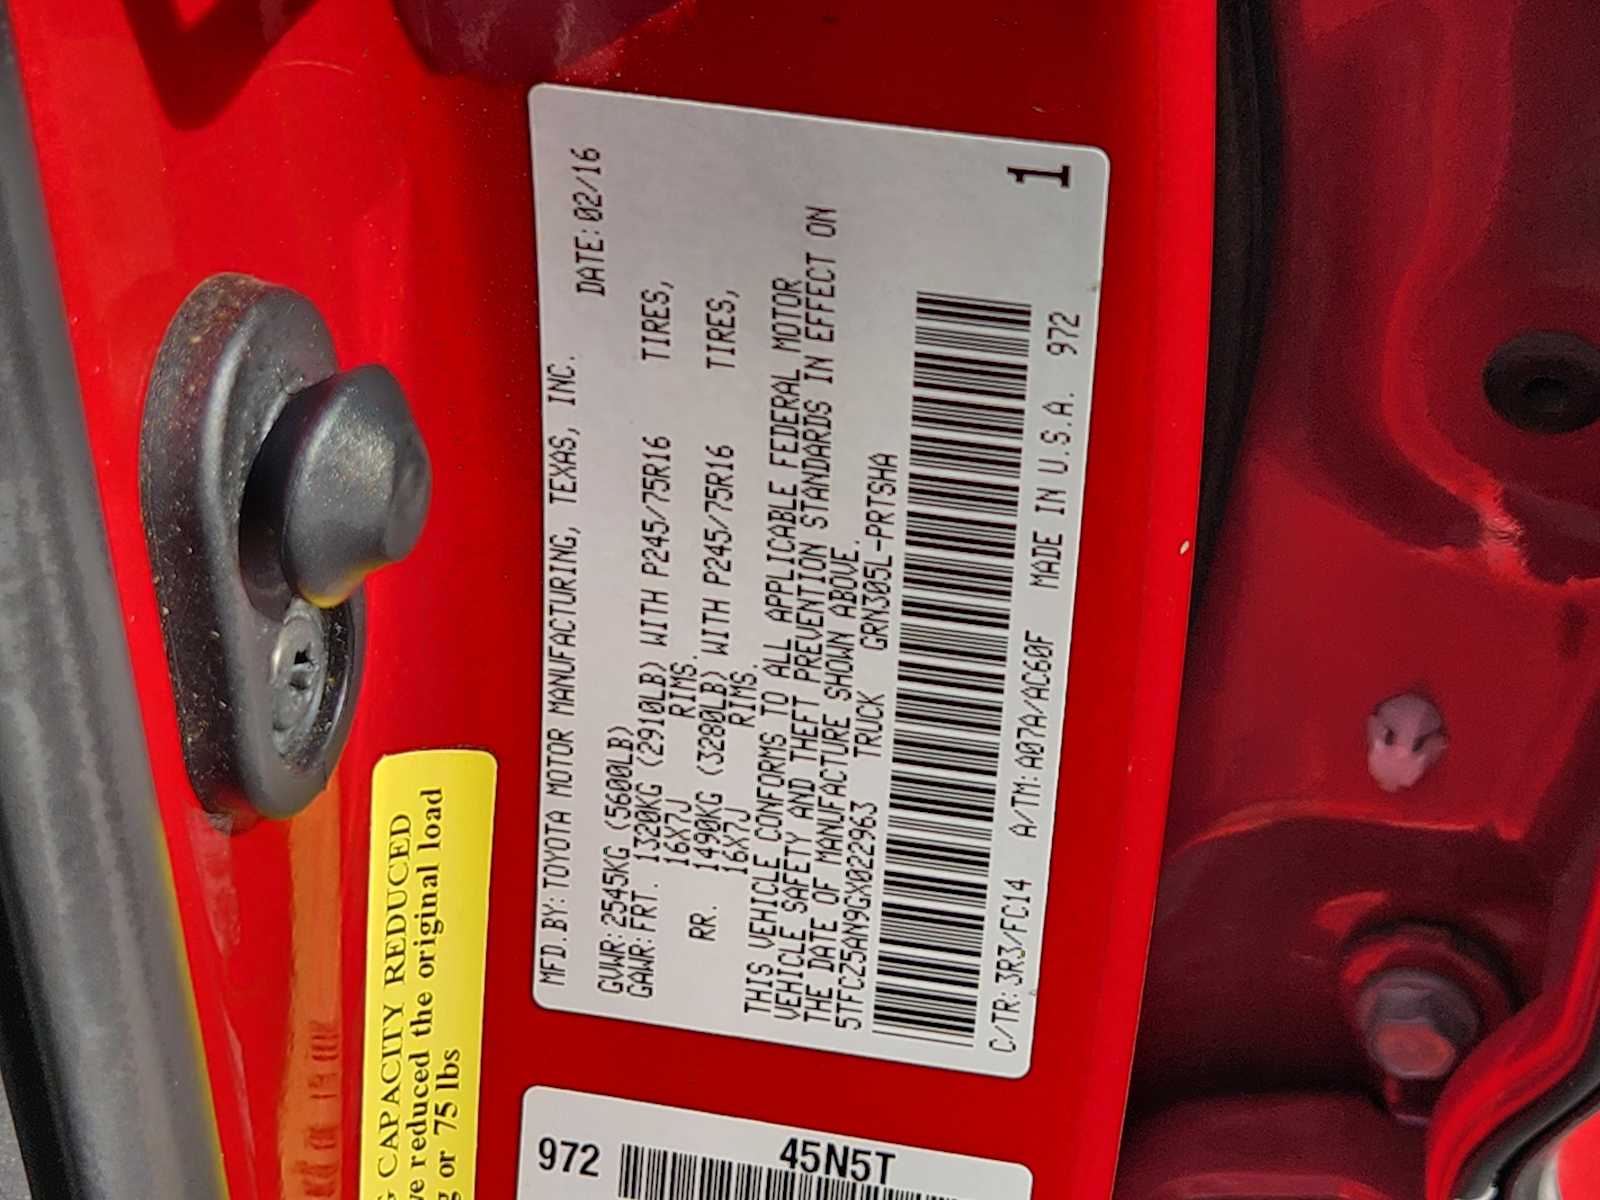 MFD.BY:TOYOTA MOTOR MANUFACTURING, TEXAS, INC.
DATE:02/16
GVWR:2545KG (5600LB)
GAWR:FRT. 1320KG (2910LB) WITH P245/75R16 TIRES,
16X7J RIMS.
RR. 1490KG (3280LB) WITH P245/75R16 TIRES,
16X7J RIMS.
THIS VEHICLE CONFORMS TO ALL APPLICABLE FEDERAL MOTOR
VEHICLE SAFETY AND THEFT PREVENTION STANDARDS IN EFFECT ON
THE DATE OF MANUFACTURE SHOWN ABOVE.
5TFCZ5AN9GX022963 TRUCK GRN305L-PRTSHA
C/TR:3R3/FC14 A/TM:A07A/AC60F MADE IN U.S.A. 972
1
CAPACITY REDUCED
reduced the original load
or 75 lbs
972
45N5T